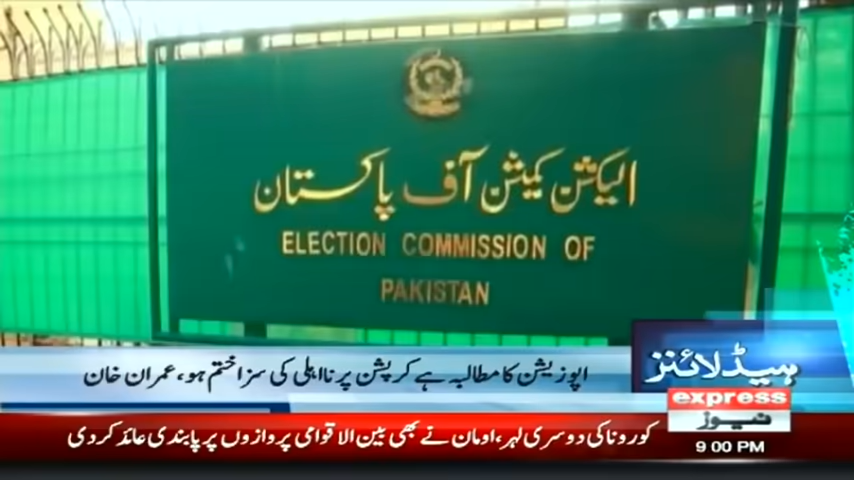 الیکشن کمیشن آف پاکستان
ELECTION COMMISSION OF
PAKISTAN
اپوزیشن کا مطالبہ ہے کرپشن پر نااہلی کی سزا ختم ہو، عمران خان
ہیڈلائنز
express
نیوز
کورونا کی دوسری لہر، اومان نے بھی بین الاقوامی پروازوں پر پابندی عائد کردی
9:00 PM